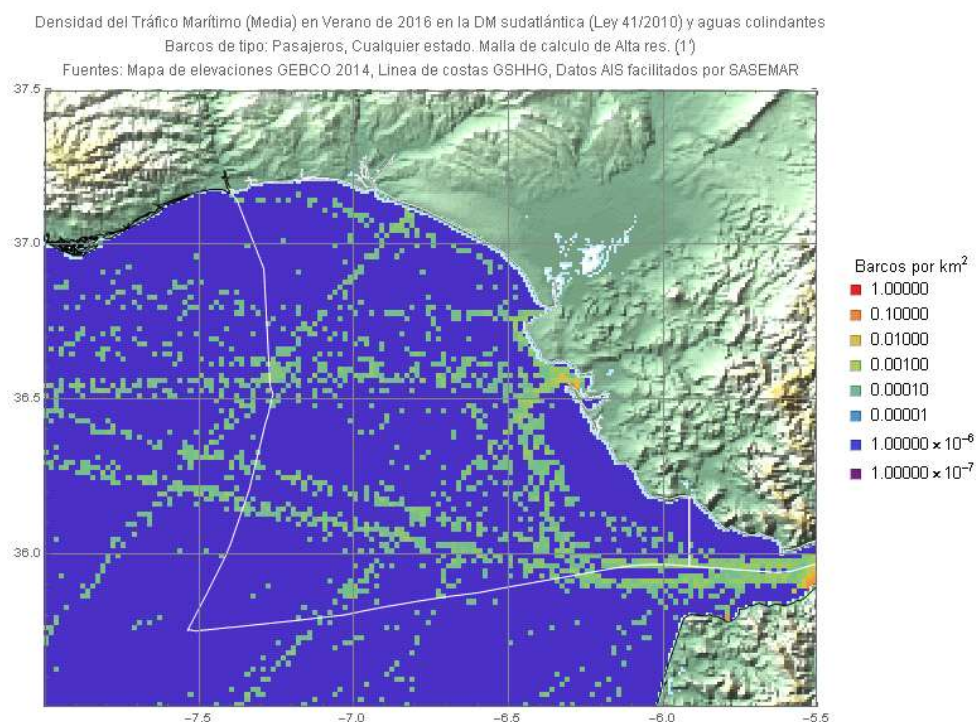 Densidad del Tráfico Marítimo (Media) en Verano de 2016 en la DM sudatlántica (Ley 41/2010) y aguas colindantes
Barcos de tipo: Pasajeros, Cualquier estado. Malla de calculo de Alta res. (1')
Fuentes: Mapa de elevaciones GEBCO 2014, Linea de costas GSHHG, Datos AIS facilitados por SASEMAR
37.5
37.0
36.5
36.0
-7.5
-7.0
-6.5
-6.0
-5.5
Barcos por km²
1.00000
0.10000
0.01000
0.00100
0.00010
0.00001
1.00000 × 10⁻⁶
1.00000 × 10⁻⁷